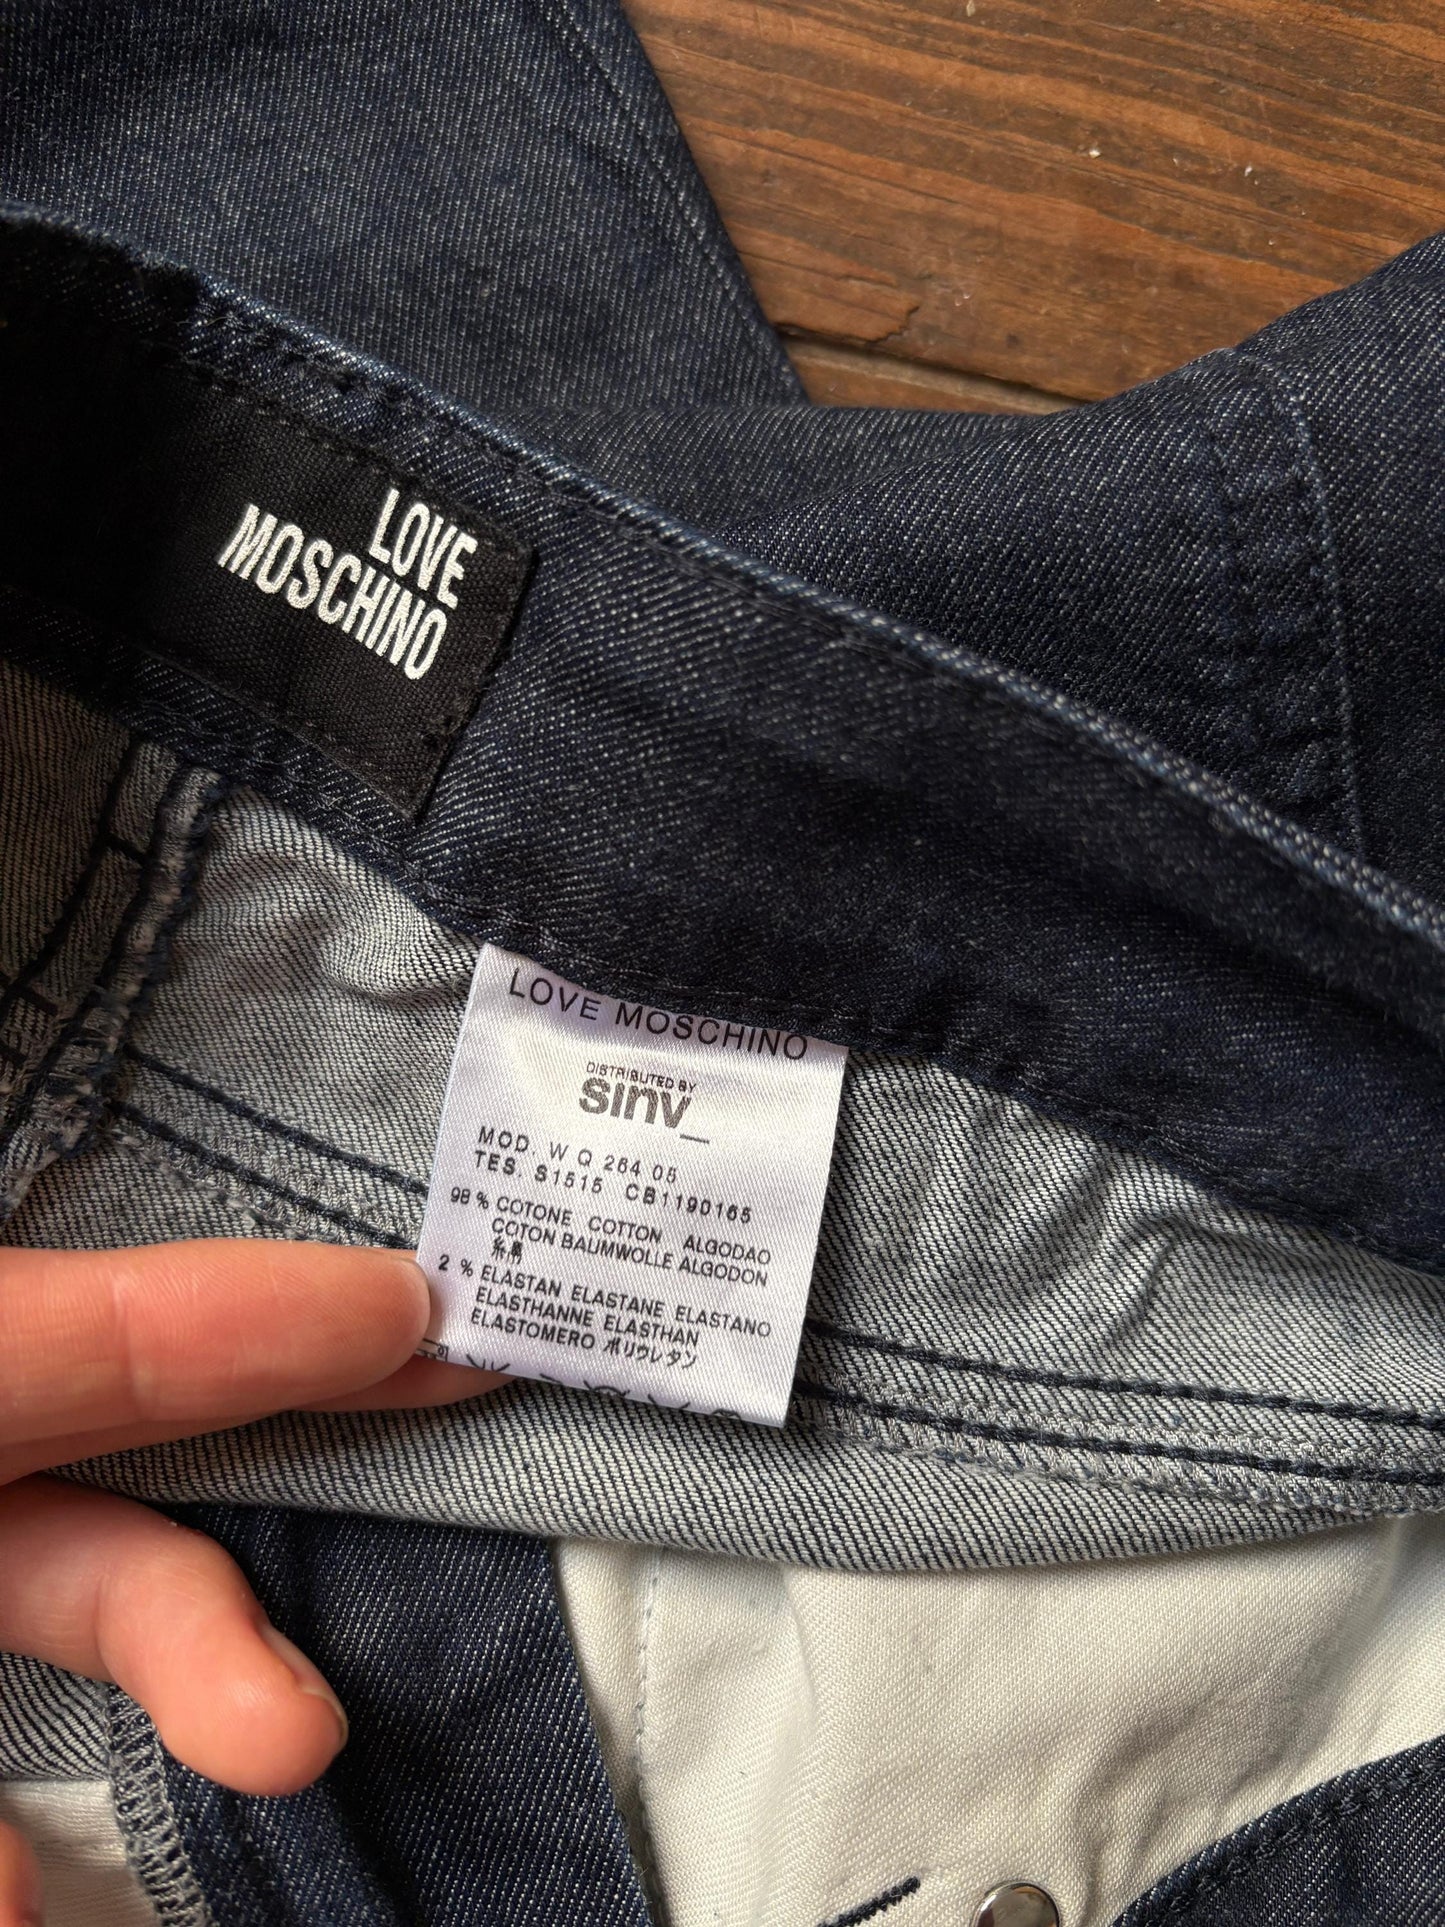 LOVE
MOSCHINO
LOVE MOSCHINO
DISTRIBUTED BY
sinv_
MOD. W Q 264 05
TES. S1515 CB1190165
98 % COTONE COTTON ALGODAO
COTON BAUMWOLLE ALGODON
2 % ELASTAN ELASTANE ELASTANO
ELASTHANNE ELASTHAN
ELASTOMERO ポリウレタン